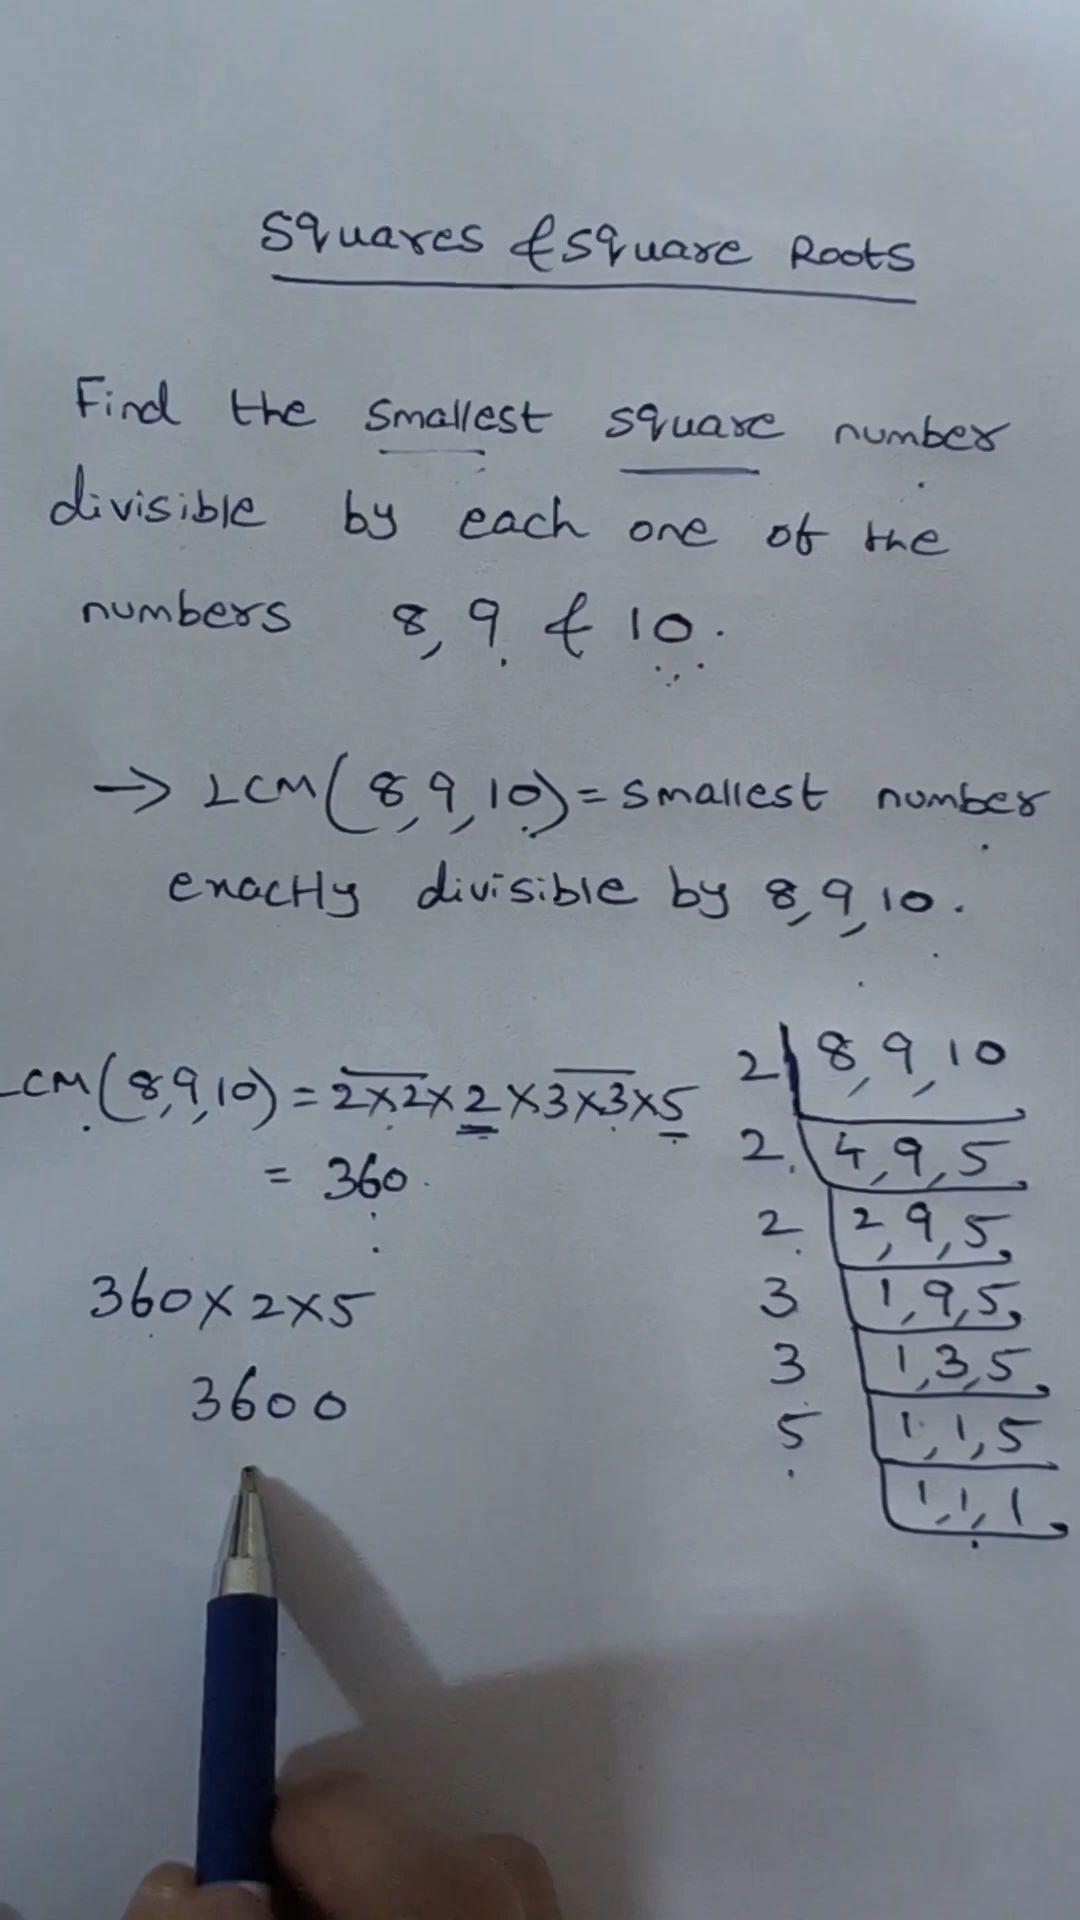 Squares & Square Roots
Find the smallest square number
divisible by each one of the
numbers 8, 9 & 10.
→ LCM(8,9,10) = smallest number
exactly divisible by 8,9,10.
LCM(8,9,10) = 2×2×2×3×3×5
= 360.
360×2×5
3600
2 8,9,10
2 4,9,5
2 2,9,5
3 1,9,5
3 1,3,5
5 1,1,5
1,1,1